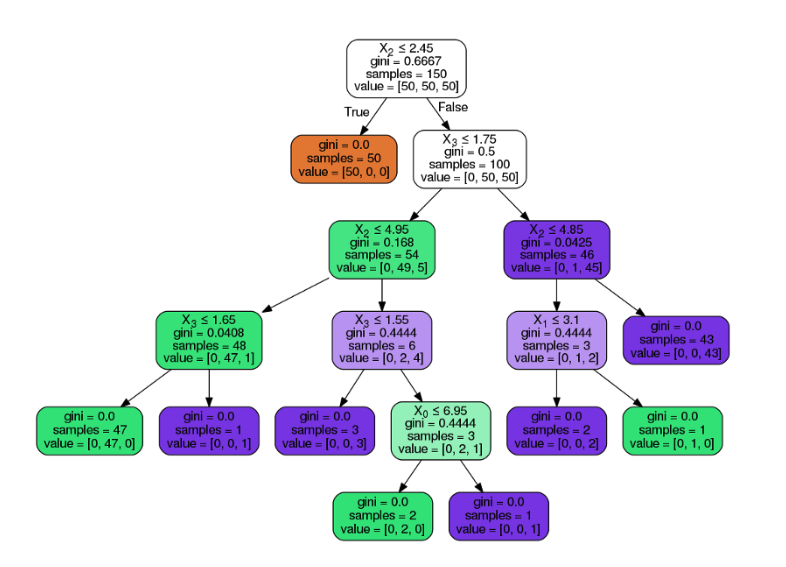 X₂ ≤ 2.45
gini = 0.6667
samples = 150
value = [50, 50, 50]
True
False
gini = 0.0
samples = 50
value = [50, 0, 0]
X₃ ≤ 1.75
gini = 0.5
samples = 100
value = [0, 50, 50]
X₂ ≤ 4.95
gini = 0.168
samples = 54
value = [0, 49, 5]
X₂ ≤ 4.85
gini = 0.0425
samples = 46
value = [0, 1, 45]
X₃ ≤ 1.65
gini = 0.0408
samples = 48
value = [0, 47, 1]
X₃ ≤ 1.55
gini = 0.4444
samples = 6
value = [0, 2, 4]
X₁ ≤ 3.1
gini = 0.4444
samples = 3
value = [0, 1, 2]
gini = 0.0
samples = 43
value = [0, 0, 43]
gini = 0.0
samples = 47
value = [0, 47, 0]
gini = 0.0
samples = 1
value = [0, 0, 1]
gini = 0.0
samples = 3
value = [0, 0, 3]
X₀ ≤ 6.95
gini = 0.4444
samples = 3
value = [0, 2, 1]
gini = 0.0
samples = 2
value = [0, 0, 2]
gini = 0.0
samples = 1
value = [0, 1, 0]
gini = 0.0
samples = 2
value = [0, 2, 0]
gini = 0.0
samples = 1
value = [0, 0, 1]